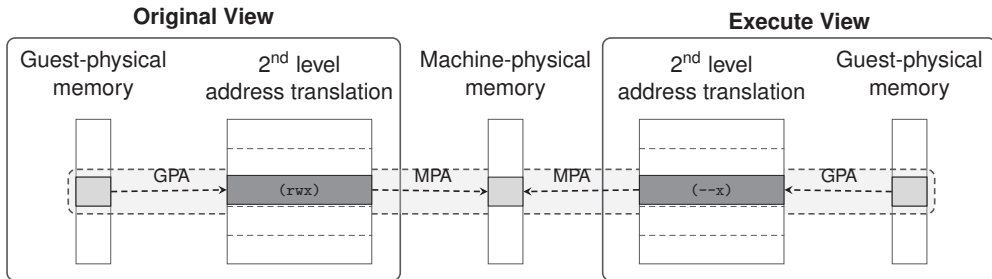 Original View
Execute View
Guest-physical
memory
2nd level
address translation
Machine-physical
memory
2nd level
address translation
Guest-physical
memory
GPA
(rwx)
MPA
MPA
(--x)
GPA